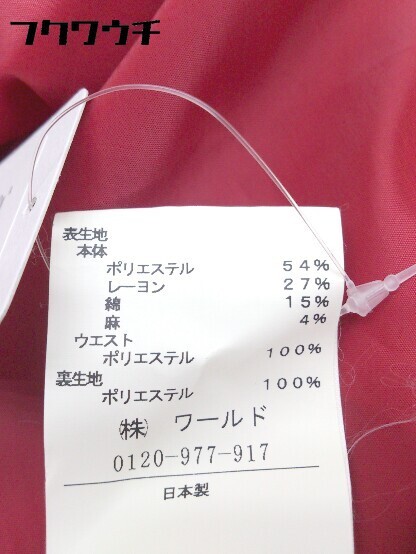 フクワウチ
表生地
本体
ポリエステル 54%
レーヨン 27%
綿 15%
麻 4%
ウエスト
ポリエステル 100%
裏生地
ポリエステル 100%
㈱ ワールド
0120-977-917
日本製